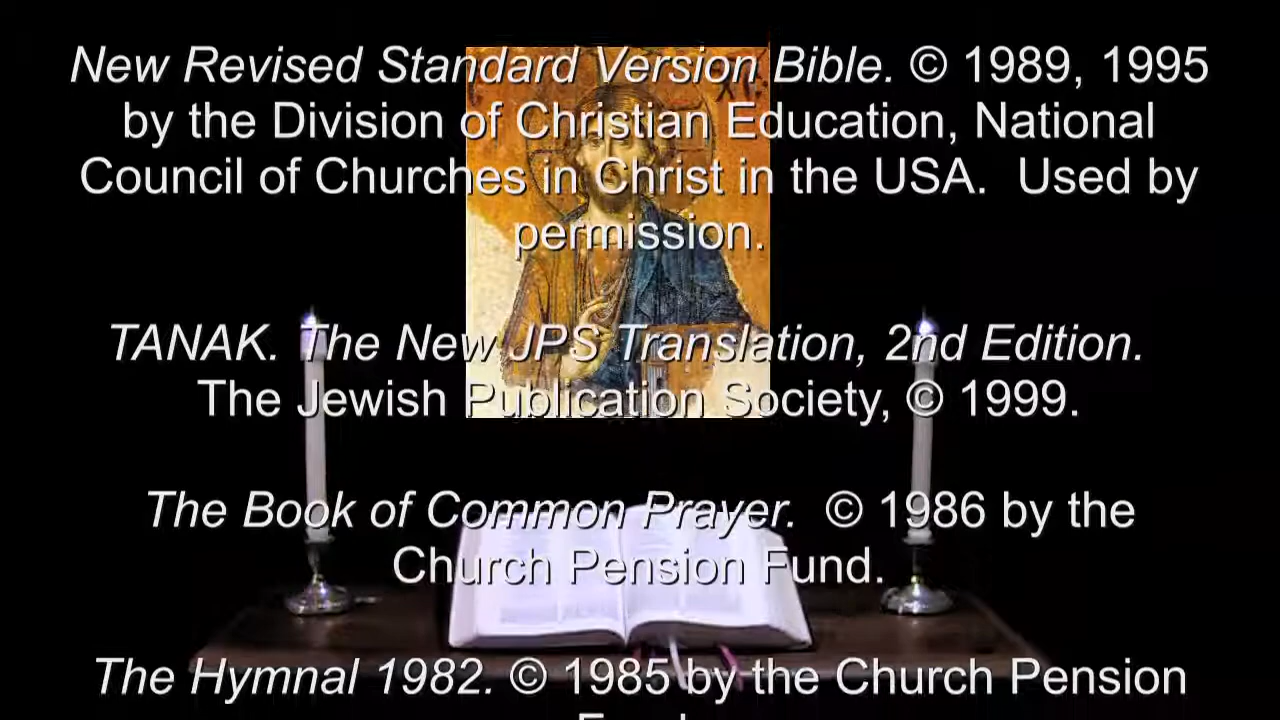 New Revised Standard Version Bible. © 1989, 1995
by the Division of Christian Education, National
Council of Churches in Christ in the USA. Used by
permission.
TANAK. The New JPS Translation, 2nd Edition.
The Jewish Publication Society, © 1999.
The Book of Common Prayer. © 1986 by the
Church Pension Fund.
The Hymnal 1982. © 1985 by the Church Pension